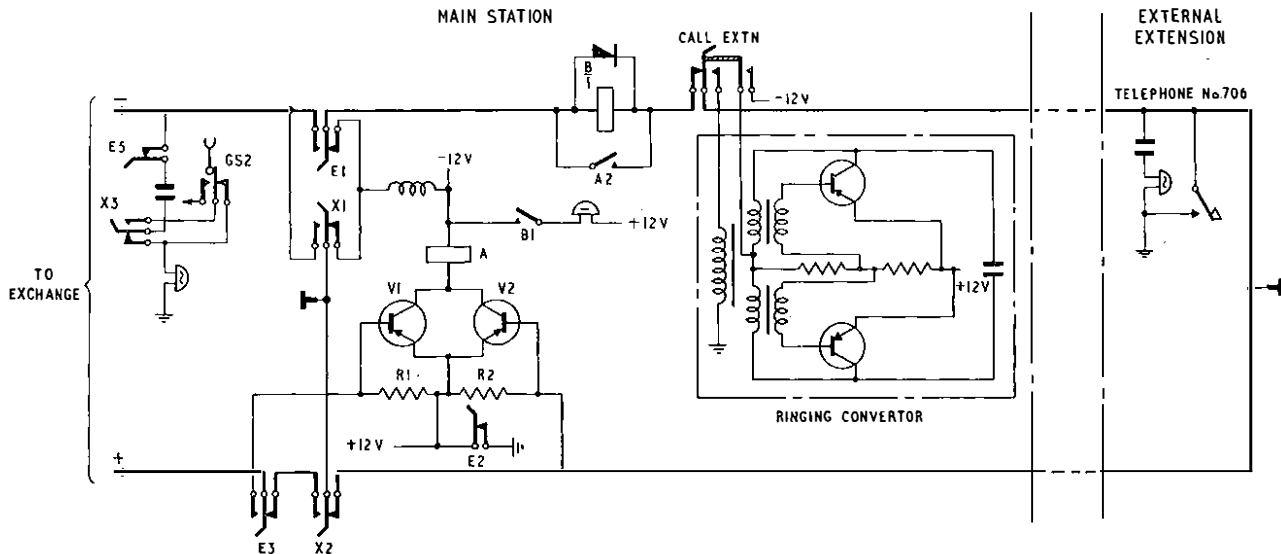 MAIN STATION
EXTERNAL
EXTENSION
CALL EXTN
B
1
-12V
TELEPHONE No.706
E5
GS2
E1
A2
-12V
X3
X1
B1
+12V
A
TO
EXCHANGE
V1
V2
+12V
R1
R2
RINGING CONVERTOR
+12V
E2
+
E3
X2